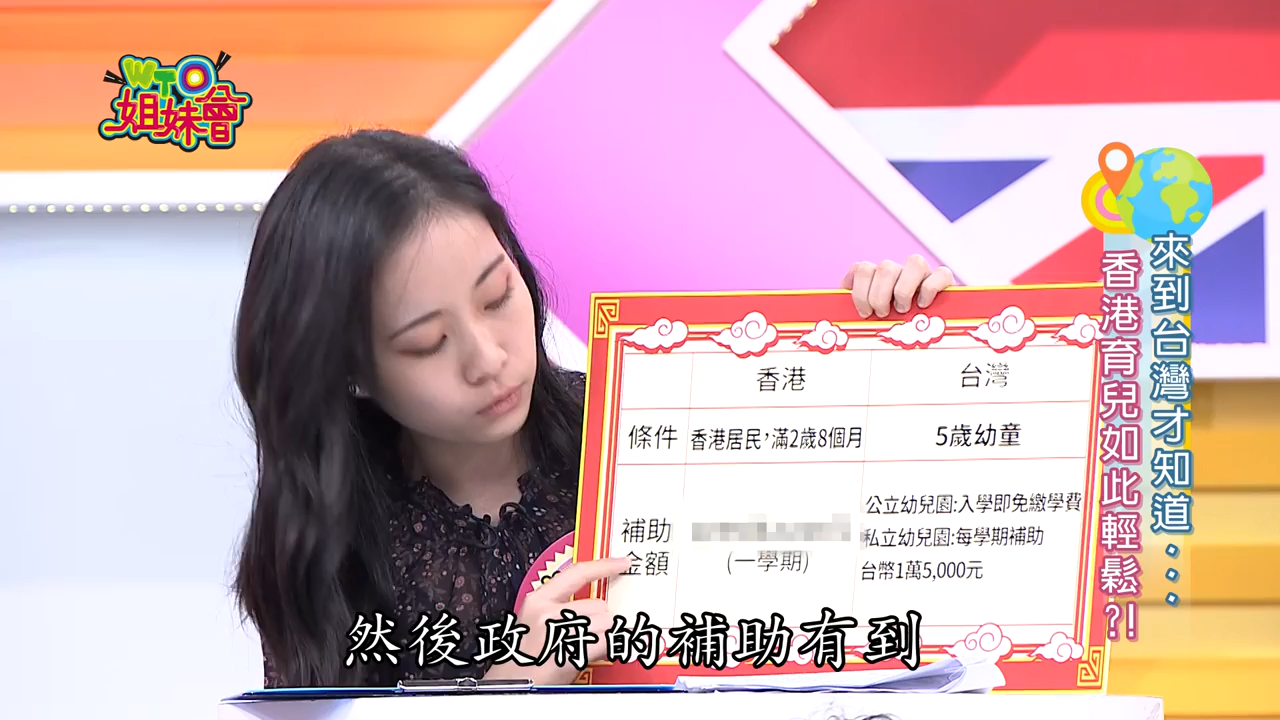 WTO
姐妹會
來到台灣才知道...
香港育兒如此輕鬆?!
香港
台灣
條件
香港居民,滿2歲8個月
5歲幼童
補助
金額
(一學期)
公立幼兒園:入學即免繳學費
私立幼兒園:每學期補助
台幣1萬5,000元
然後政府的補助有到